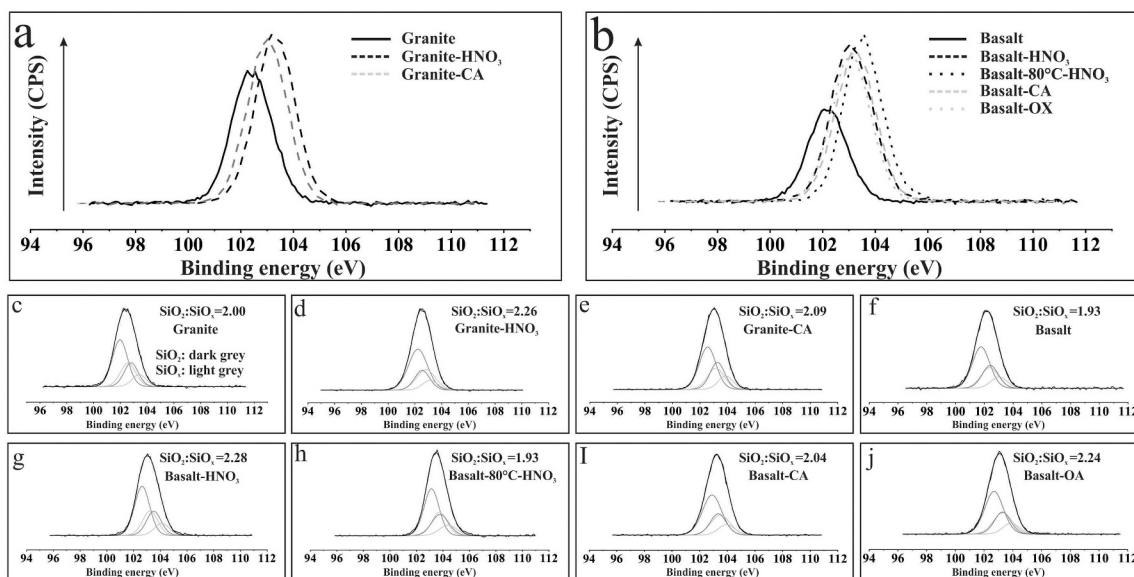 a
Intensity (CPS)
Granite
Granite-HNO₃
Granite-CA
94 96 98 100 102 104 106 108 110 112
Binding energy (eV)
b
Intensity (CPS)
Basalt
Basalt-HNO₃
Basalt-80°C-HNO₃
Basalt-CA
Basalt-OX
94 96 98 100 102 104 106 108 110 112
Binding energy (eV)
c
SiO₂:SiOₓ=2.00
Granite
SiO₂: dark grey
SiOₓ: light grey
96 98 100 102 104 106 108 110 112
Binding energy (eV)
d
SiO₂:SiOₓ=2.26
Granite-HNO₃
94 96 98 100 102 104 106 108 110 112
Binding energy (eV)
e
SiO₂:SiOₓ=2.09
Granite-CA
94 96 98 100 102 104 106 108 110 112
Binding energy (eV)
f
SiO₂:SiOₓ=1.93
Basalt
96 98 100 102 104 106 108 110 112
Binding energy (eV)
g
SiO₂:SiOₓ=2.28
Basalt-HNO₃
94 96 98 100 102 104 106 108 110 112
Binding energy (eV)
h
SiO₂:SiOₓ=1.93
Basalt-80°C-HNO₃
94 96 98 100 102 104 106 108 110 112
Binding energy (eV)
I
SiO₂:SiOₓ=2.04
Basalt-CA
94 96 98 100 102 104 106 108 110 112
Binding energy (eV)
j
SiO₂:SiOₓ=2.24
Basalt-OA
94 96 98 100 102 104 106 108 110 112
Binding energy (eV)